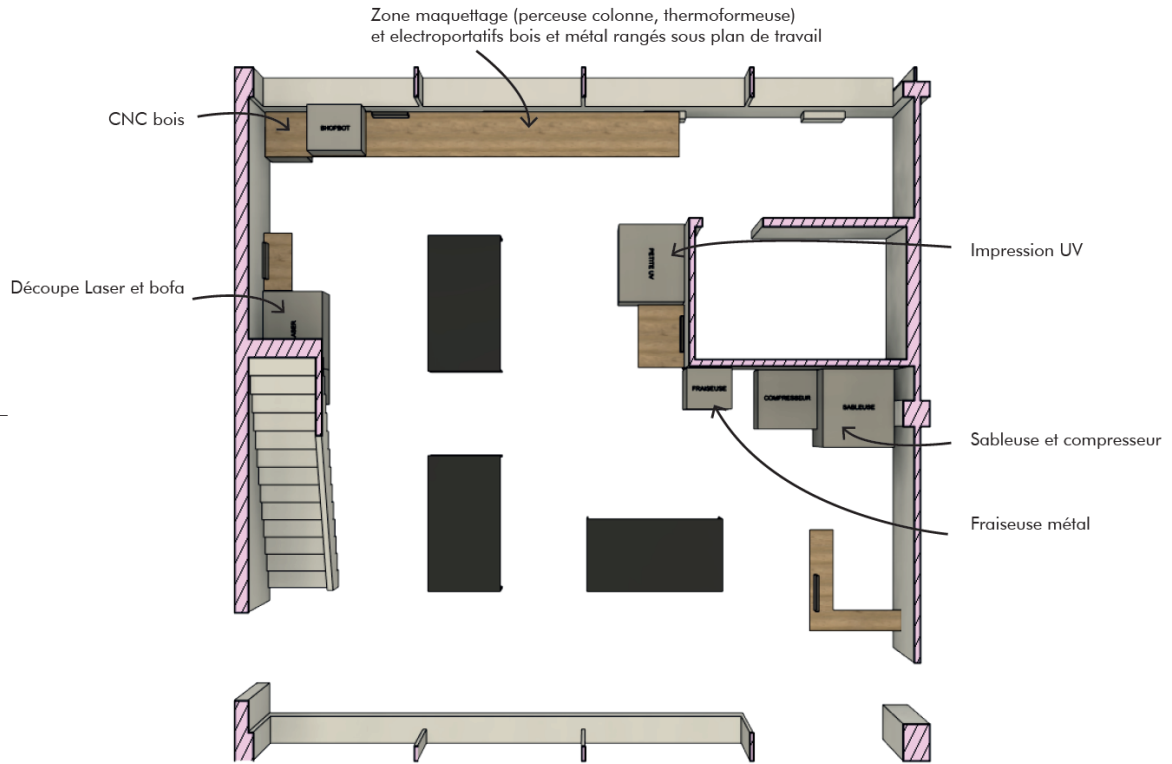 Zone maquettage (perceuse colonne, thermoformeuse)
et electroportatifs bois et métal rangés sous plan de travail
CNC bois
SHOPBOT
Impression UV
PETITE UV
Découpe Laser et bofa
LASER
FRAISEUSE
COMPRESSEUR
SABLEUSE
Sableuse et compresseur
Fraiseuse métal